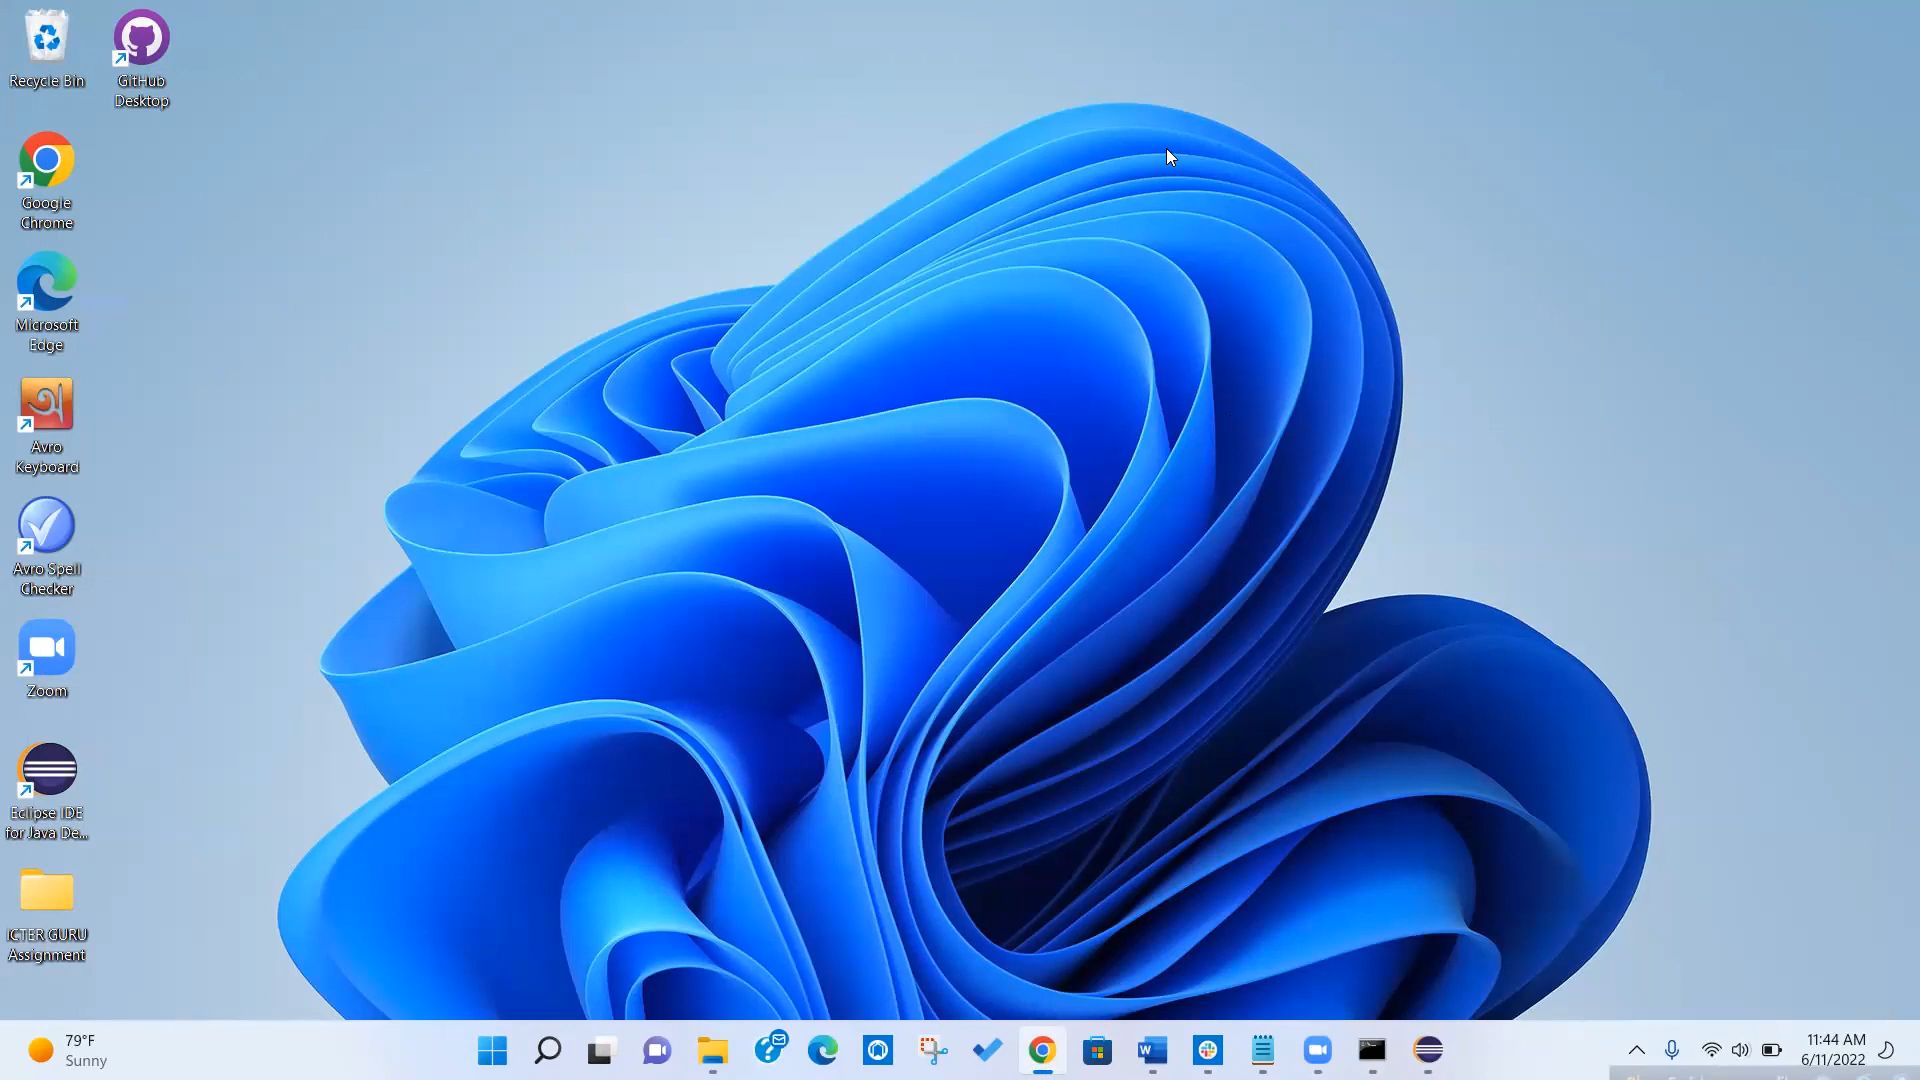 Recycle Bin
GitHub
Desktop
Google
Chrome
Microsoft
Edge
Avro
Keyboard
Avro Spell
Checker
Zoom
Eclipse IDE
for Java De...
ICTER GURU
Assignment
79°F
Sunny
11:44 AM
6/11/2022